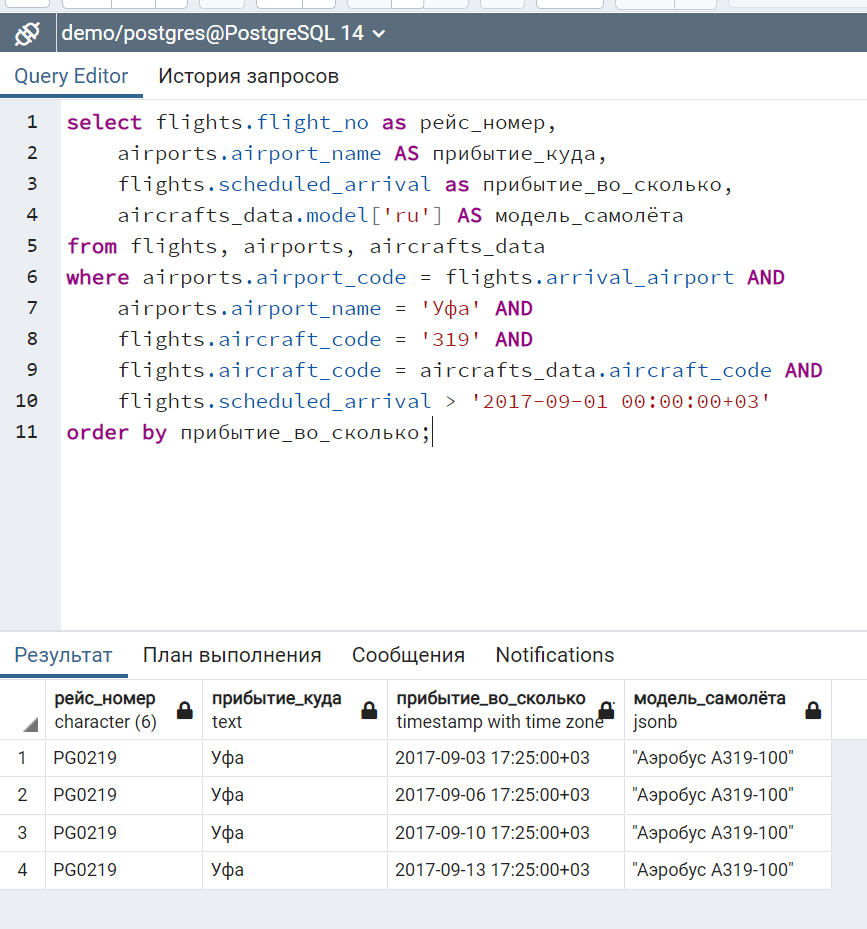 demo/postgres@PostgreSQL 14
Query Editor История запросов
1 select flights.flight_no as рейс_номер,
2 airports.airport_name AS прибытие_куда,
3 flights.scheduled_arrival as прибытие_во_сколько,
4 aircrafts_data.model['ru'] AS модель_самолёта
5 from flights, airports, aircrafts_data
6 where airports.airport_code = flights.arrival_airport AND
7 airports.airport_name = 'Уфа' AND
8 flights.aircraft_code = '319' AND
9 flights.aircraft_code = aircrafts_data.aircraft_code AND
10 flights.scheduled_arrival > '2017-09-01 00:00:00+03'
11 order by прибытие_во_сколько;
Результат План выполнения Сообщения Notifications
рейс_номер прибытие_куда прибытие_во_сколько модель_самолёта
character (6) text timestamp with time zone jsonb
1 PG0219 Уфа 2017-09-03 17:25:00+03 "Аэробус A319-100"
2 PG0219 Уфа 2017-09-06 17:25:00+03 "Аэробус A319-100"
3 PG0219 Уфа 2017-09-10 17:25:00+03 "Аэробус A319-100"
4 PG0219 Уфа 2017-09-13 17:25:00+03 "Аэробус A319-100"